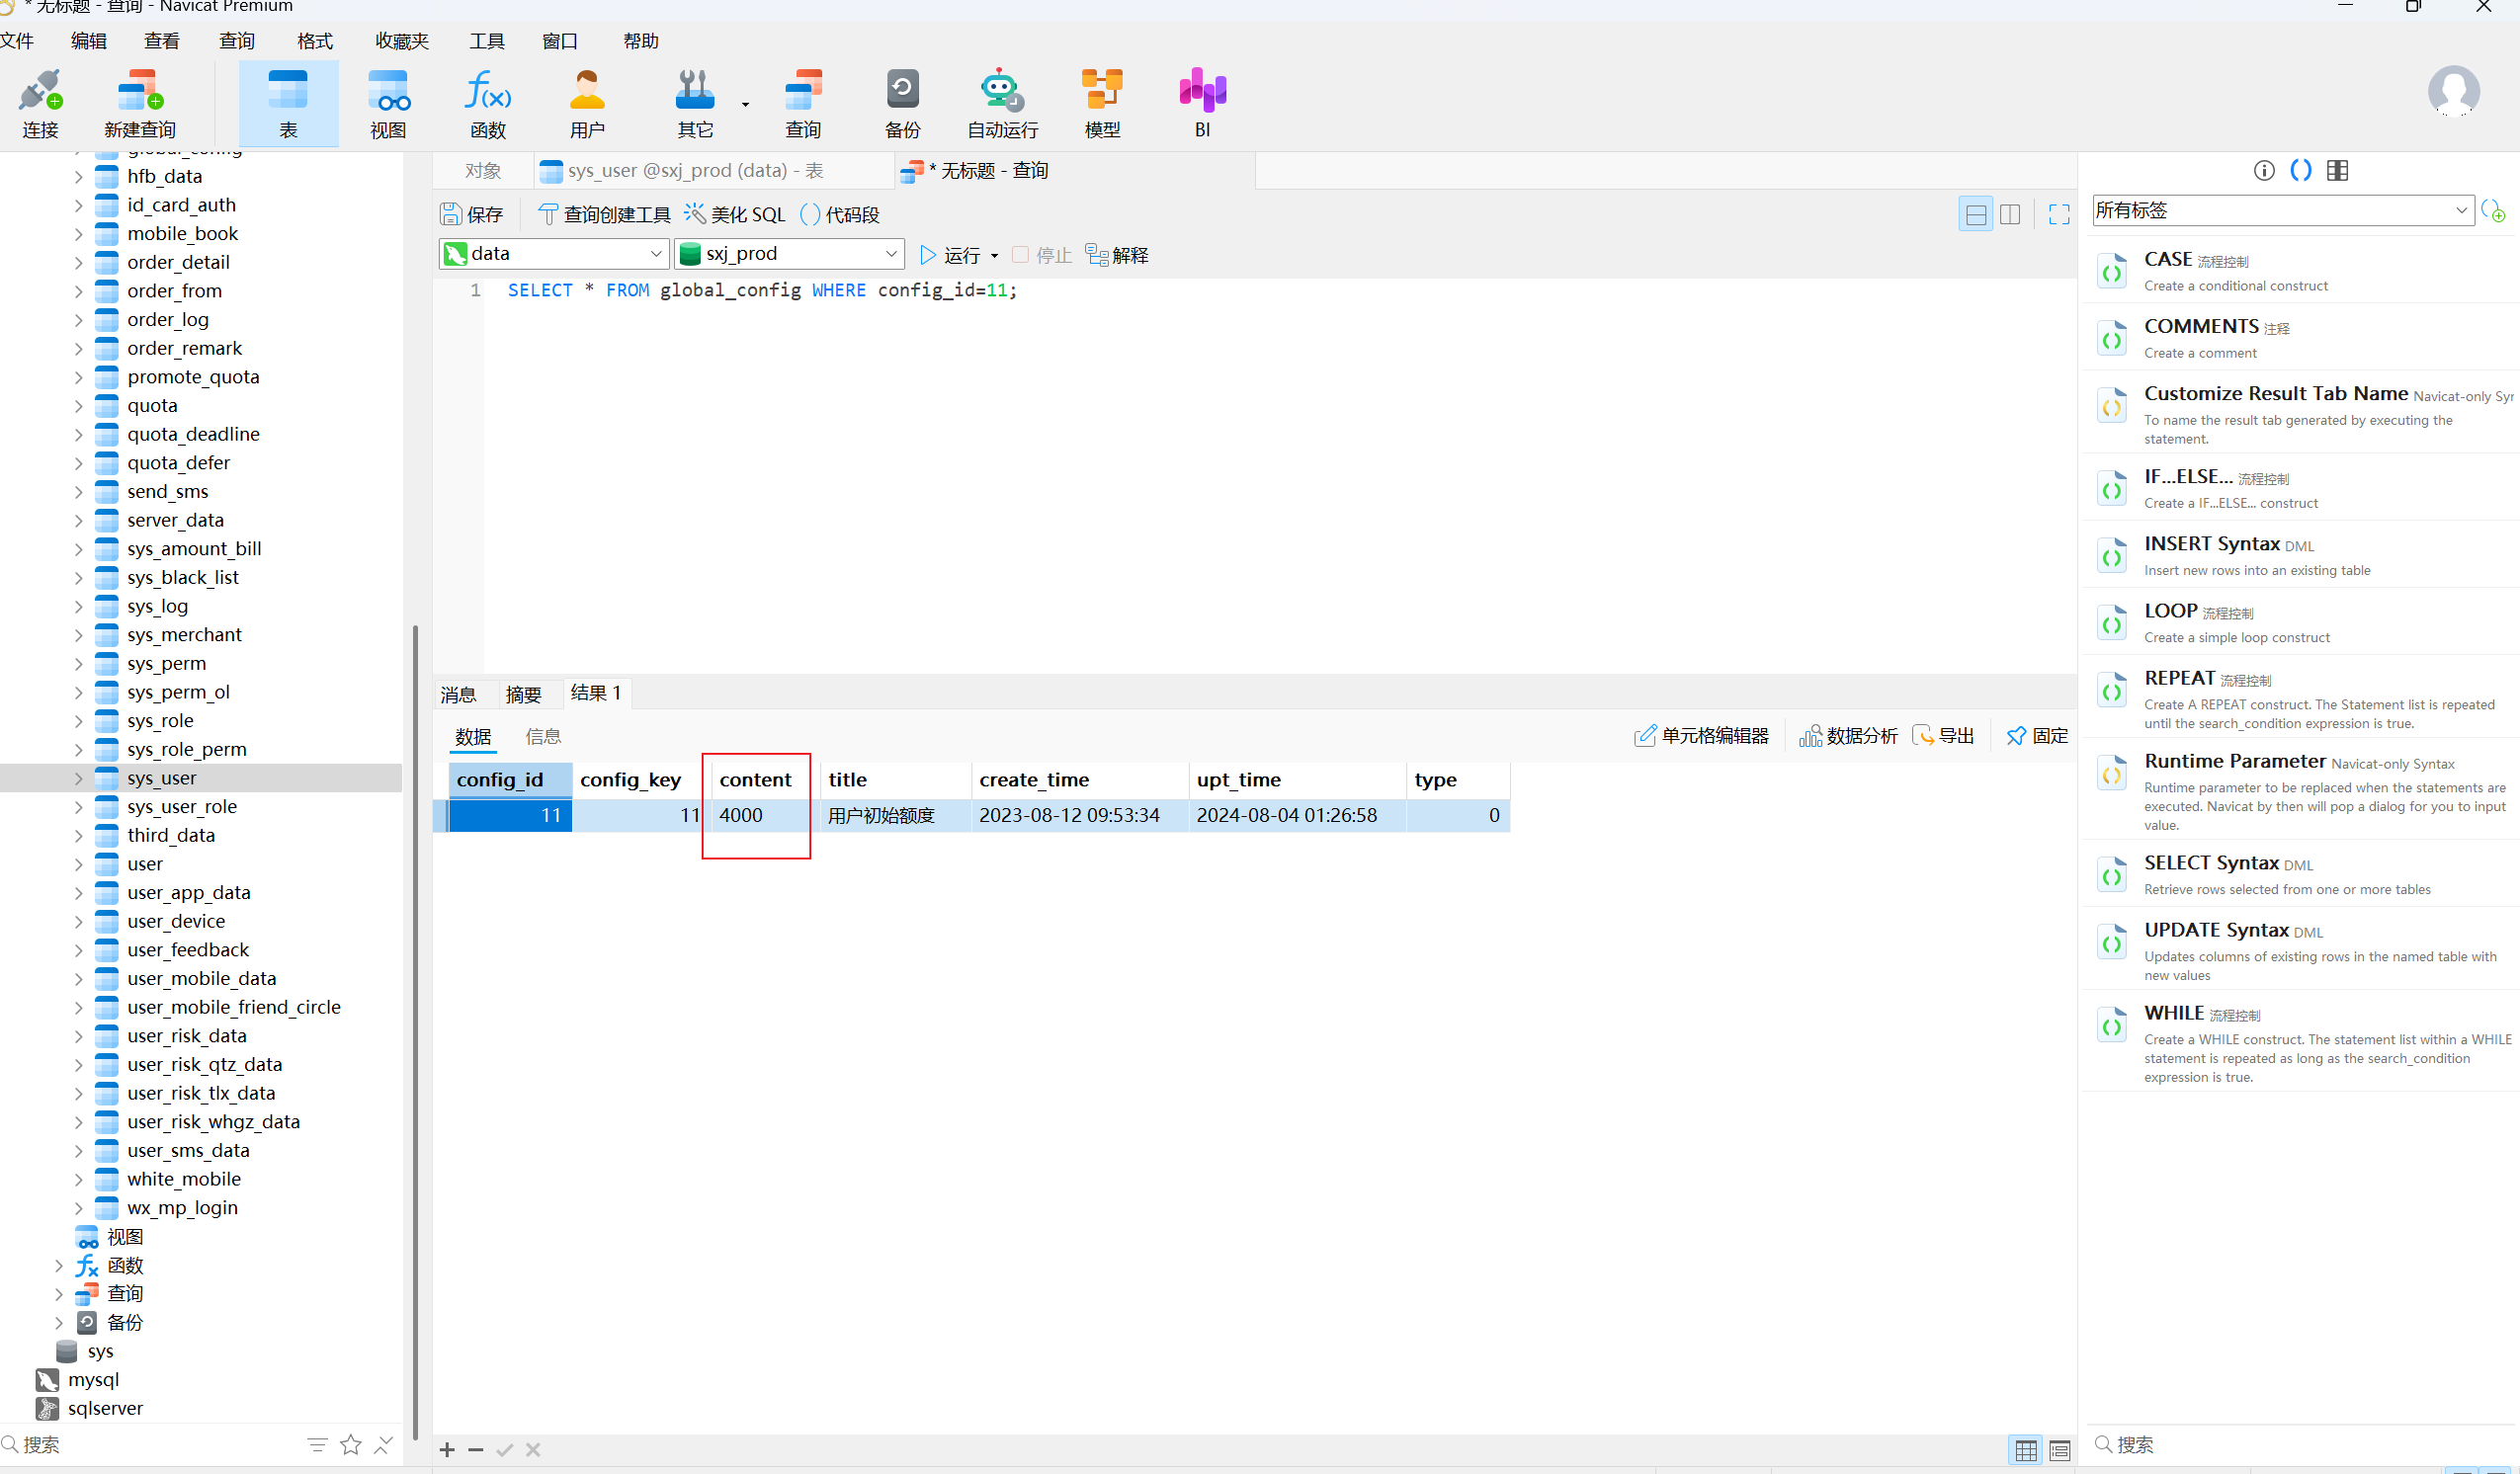 * 无标题 - 查询 - Navicat Premium
文件 编辑 查看 查询 格式 收藏夹 工具 窗口 帮助
连接 新建查询 表 视图 函数 用户 其它 查询 备份 自动运行 模型 BI
global_config
hfb_data
id_card_auth
mobile_book
order_detail
order_from
order_log
order_remark
promote_quota
quota
quota_deadline
quota_defer
send_sms
server_data
sys_amount_bill
sys_black_list
sys_log
sys_merchant
sys_perm
sys_perm_ol
sys_role
sys_role_perm
sys_user
sys_user_role
third_data
user
user_app_data
user_device
user_feedback
user_mobile_data
user_mobile_friend_circle
user_risk_data
user_risk_qtz_data
user_risk_tlx_data
user_risk_whgz_data
user_sms_data
white_mobile
wx_mp_login
视图
函数
查询
备份
sys
mysql
sqlserver
搜索
对象 sys_user @sxj_prod (data) - 表 * 无标题 - 查询
保存 查询创建工具 美化 SQL () 代码段
data sxj_prod 运行 停止 解释
1 SELECT * FROM global_config WHERE config_id=11;
消息 摘要 结果 1
数据 信息 单元格编辑器 数据分析 导出 固定
config_id config_key content title create_time upt_time type
11 11 4000 用户初始额度 2023-08-12 09:53:34 2024-08-04 01:26:58 0
所有标签
CASE 流程控制
Create a conditional construct
COMMENTS 注释
Create a comment
Customize Result Tab Name Navicat-only Syn
To name the result tab generated by executing the
statement.
IF...ELSE... 流程控制
Create a IF...ELSE... construct
INSERT Syntax DML
Insert new rows into an existing table
LOOP 流程控制
Create a simple loop construct
REPEAT 流程控制
Create A REPEAT construct. The Statement list is repeated
until the search_condition expression is true.
Runtime Parameter Navicat-only Syntax
Runtime parameter to be replaced when the statements are
executed. Navicat by then will pop a dialog for you to input
value.
SELECT Syntax DML
Retrieve rows selected from one or more tables
UPDATE Syntax DML
Updates columns of existing rows in the named table with
new values
WHILE 流程控制
Create a WHILE construct. The statement list within a WHILE
statement is repeated as long as the search_condition
expression is true.
搜索